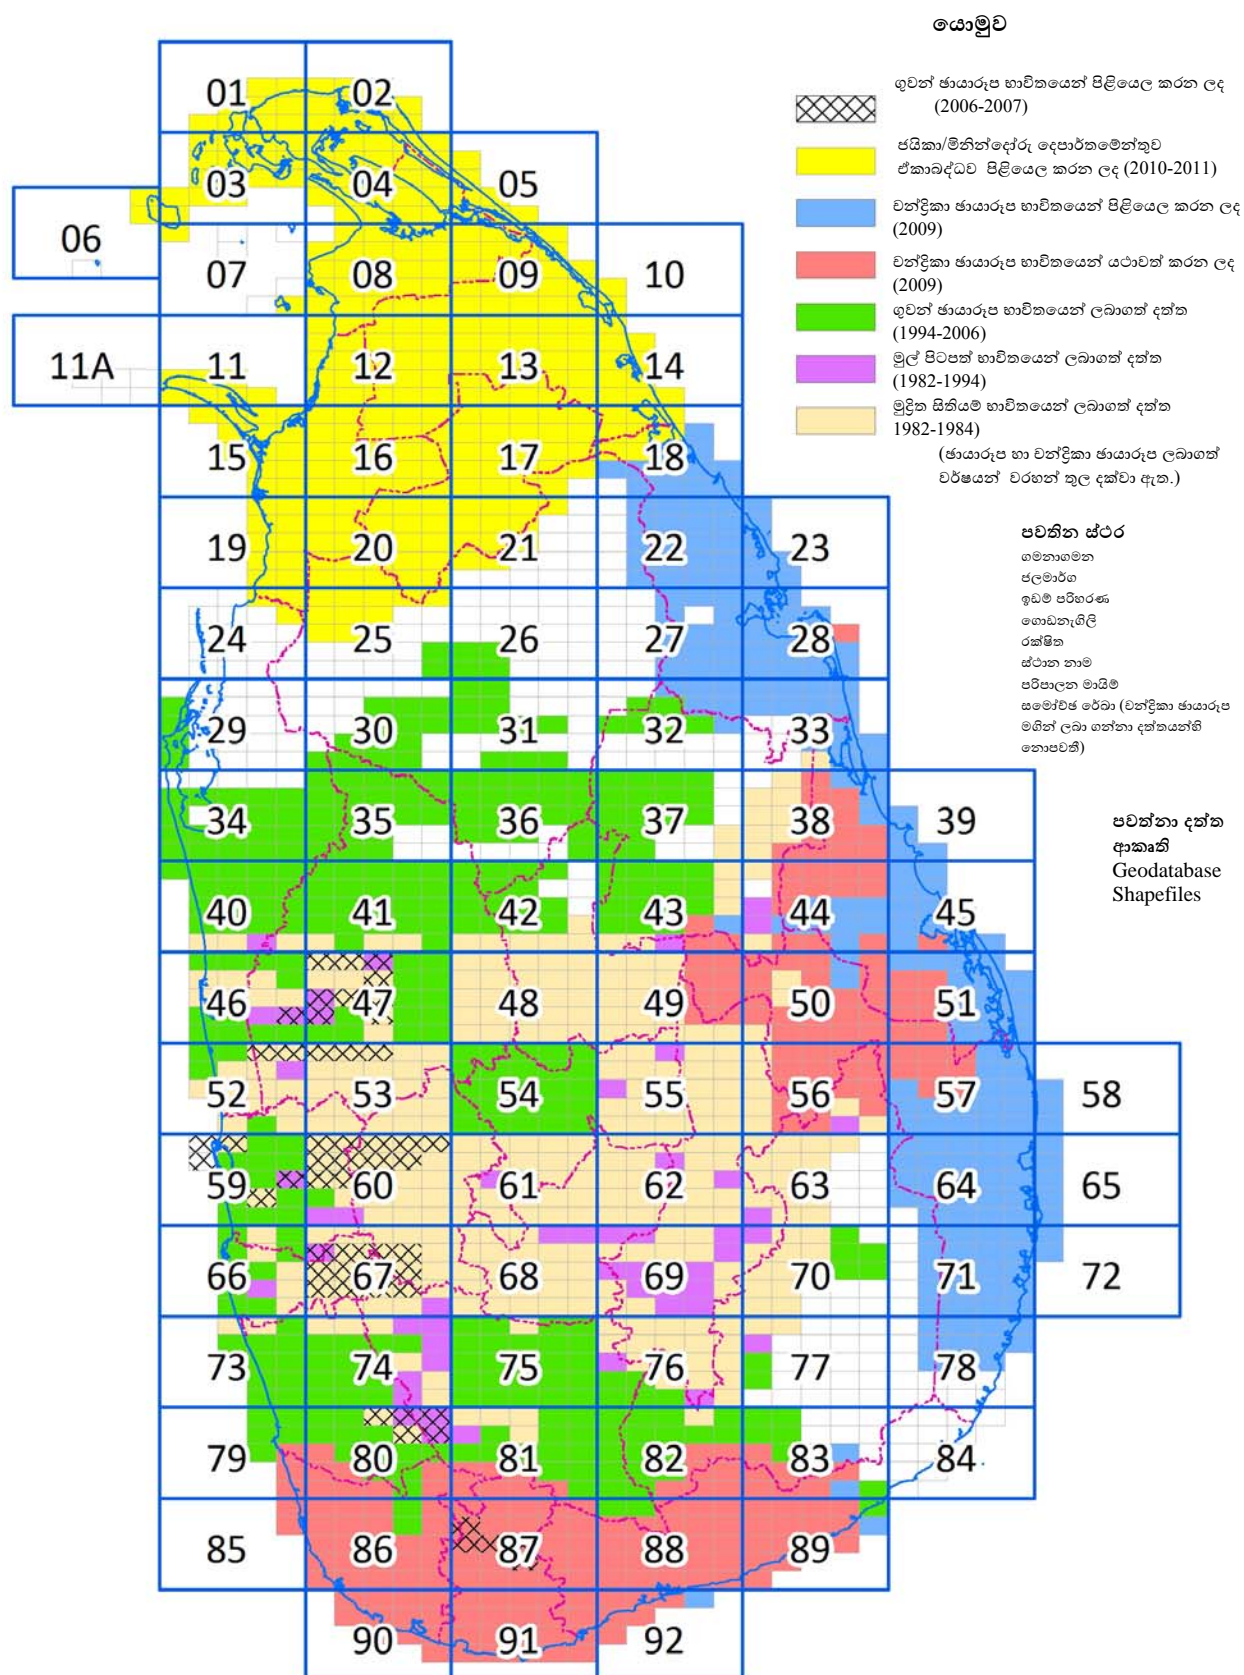 යොමුව
ගුවන් ඡායාරූප භාවිතයෙන් පිළියෙල කරන ලද
(2006-2007)
ජයිකා/මිනින්දෝරු දෙපාර්තමේන්තුව
ඒකාබද්ධව පිළියෙල කරන ලද (2010-2011)
චන්ද්‍රිකා ඡායාරූප භාවිතයෙන් පිළියෙල කරන ලද
(2009)
චන්ද්‍රිකා ඡායාරූප භාවිතයෙන් යථාවත් කරන ලද
(2009)
ගුවන් ඡායාරූප භාවිතයෙන් ලබාගත් දත්ත
(1994-2006)
මුල් පිටපත් භාවිතයෙන් ලබාගත් දත්ත
(1982-1994)
මුද්‍රිත සිතියම් භාවිතයෙන් ලබාගත් දත්ත
1982-1984)
(ඡායාරූප හා චන්ද්‍රිකා ඡායාරූප ලබාගත්
වර්ෂයන් වරහන් තුල දක්වා ඇත.)
පවතින ස්ථර
ගමනාගමන
ජලමාර්ග
ඉඩම් පරිහරණ
ගොඩනැගිලි
රක්ෂිත
ස්ථාන නාම
පරිපාලන මායිම්
සමෝච්ඡ රේඛා (චන්ද්‍රිකා ඡායාරූප
මගින් ලබා ගන්නා දත්තයන්හි
නොපවතී)
පවත්නා දත්ත
ආකෘති
Geodatabase
Shapefiles
01 02
03 04 05
06
07 08 09 10
11A 11 12 13 14
15 16 17 18
19 20 21 22 23
24 25 26 27 28
29 30 31 32 33
34 35 36 37 38 39
40 41 42 43 44 45
46 47 48 49 50 51
52 53 54 55 56 57 58
59 60 61 62 63 64 65
66 67 68 69 70 71 72
73 74 75 76 77 78
79 80 81 82 83 84
85 86 87 88 89
90 91 92